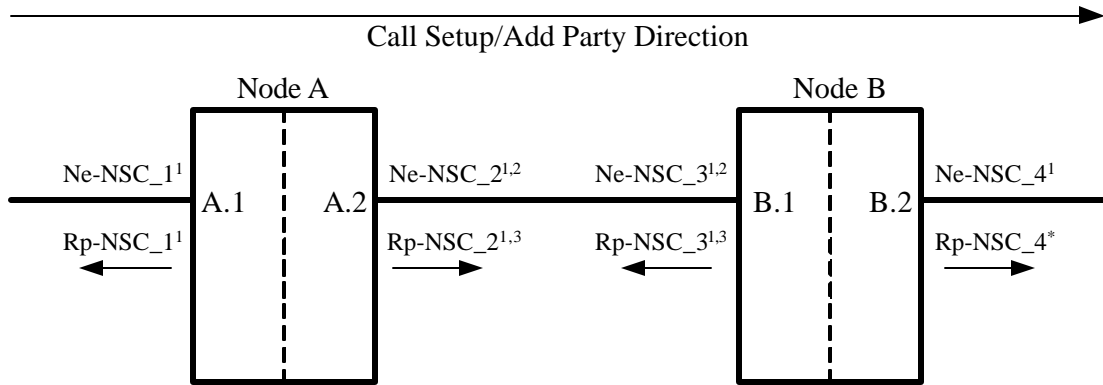 Call Setup/Add Party Direction
Node A
Node B
Ne-NSC_1¹
Ne-NSC_2¹,²
Ne-NSC_3¹,²
Ne-NSC_4¹
A.1
A.2
B.1
B.2
Rp-NSC_1¹
Rp-NSC_2¹,³
Rp-NSC_3¹,³
Rp-NSC_4*